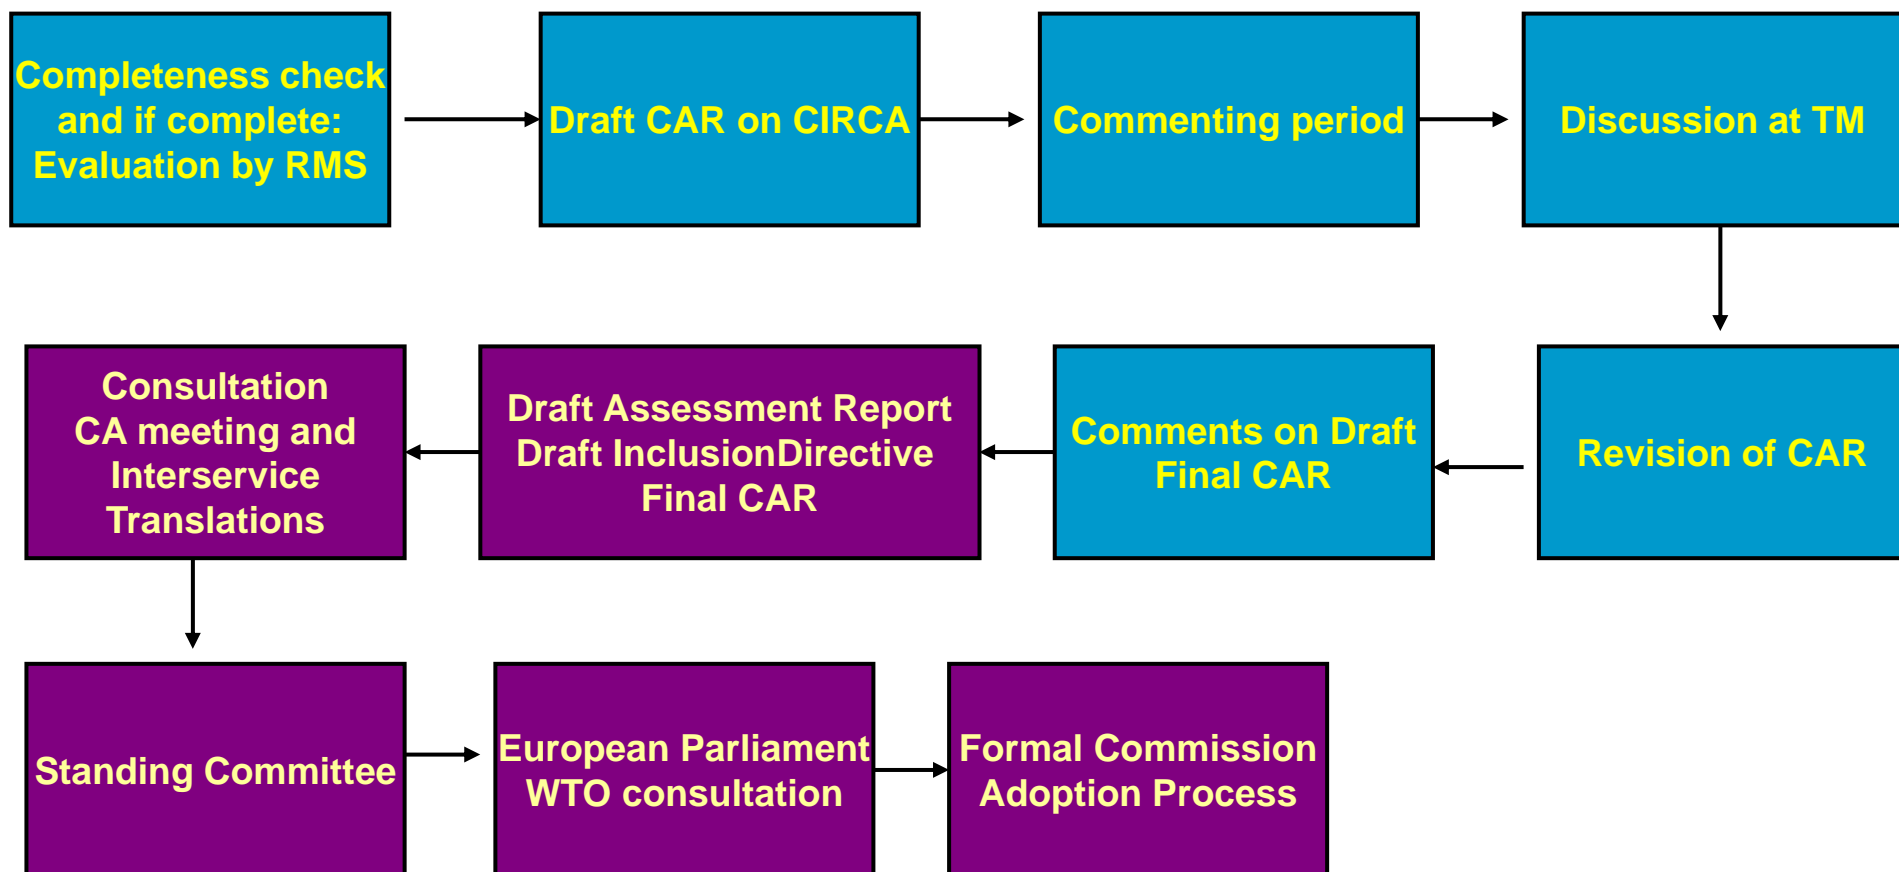 Completeness check
and if complete:
Evaluation by RMS
Draft CAR on CIRCA
Commenting period
Discussion at TM
Consultation
CA meeting and
Interservice
Translations
Draft Assessment Report
Draft InclusionDirective
Final CAR
Comments on Draft
Final CAR
Revision of CAR
Standing Committee
European Parliament
WTO consultation
Formal Commission
Adoption Process